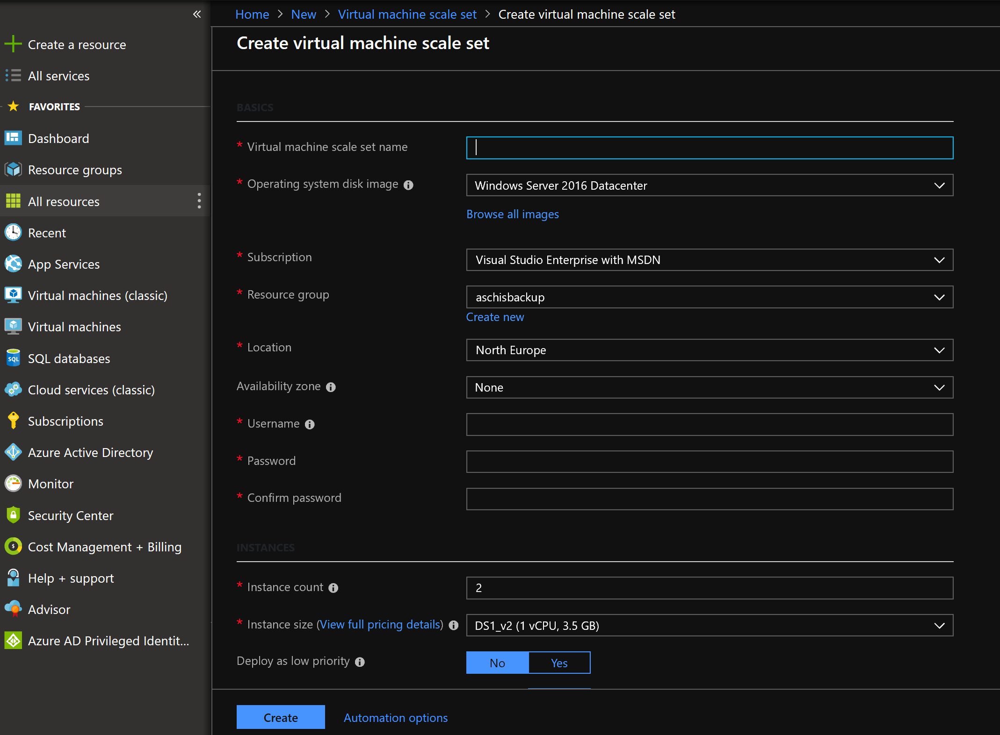 Home > New > Virtual machine scale set > Create virtual machine scale set
Create virtual machine scale set
Create a resource
All services
FAVORITES
Dashboard
Resource groups
All resources
Recent
App Services
Virtual machines (classic)
Virtual machines
SQL
SQL databases
Cloud services (classic)
Subscriptions
Azure Active Directory
Monitor
Security Center
$
Cost Management + Billing
Help + support
Advisor
Azure AD Privileged Identit...
BASICS
* Virtual machine scale set name
* Operating system disk image
Windows Server 2016 Datacenter
Browse all images
* Subscription
Visual Studio Enterprise with MSDN
* Resource group
aschisbackup
Create new
* Location
North Europe
Availability zone
None
* Username
* Password
* Confirm password
INSTANCES
* Instance count
2
* Instance size (View full pricing details)
DS1_v2 (1 vCPU, 3.5 GB)
Deploy as low priority
No Yes
Create Automation options